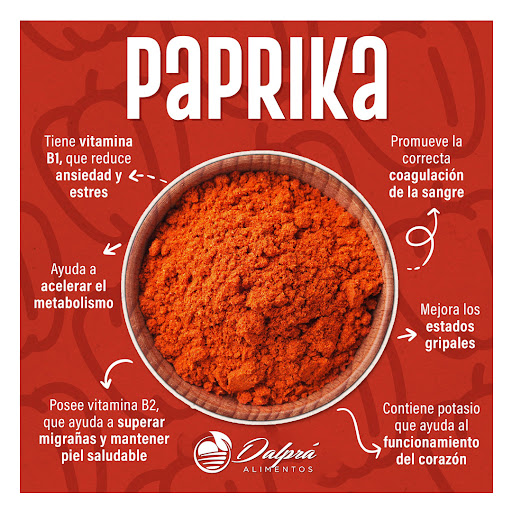 PAPRIKA
Tiene vitamina
B1, que reduce
ansiedad y
estres
Promueve la
correcta
coagulación
de la sangre
Ayuda a
acelerar el
metabolismo
Mejora los
estados
gripales
Posee vitamina B2,
que ayuda a superar
migrañas y mantener
piel saludable
Contiene potasio
que ayuda al
funcionamiento
del corazón
Dalprá
ALIMENTOS